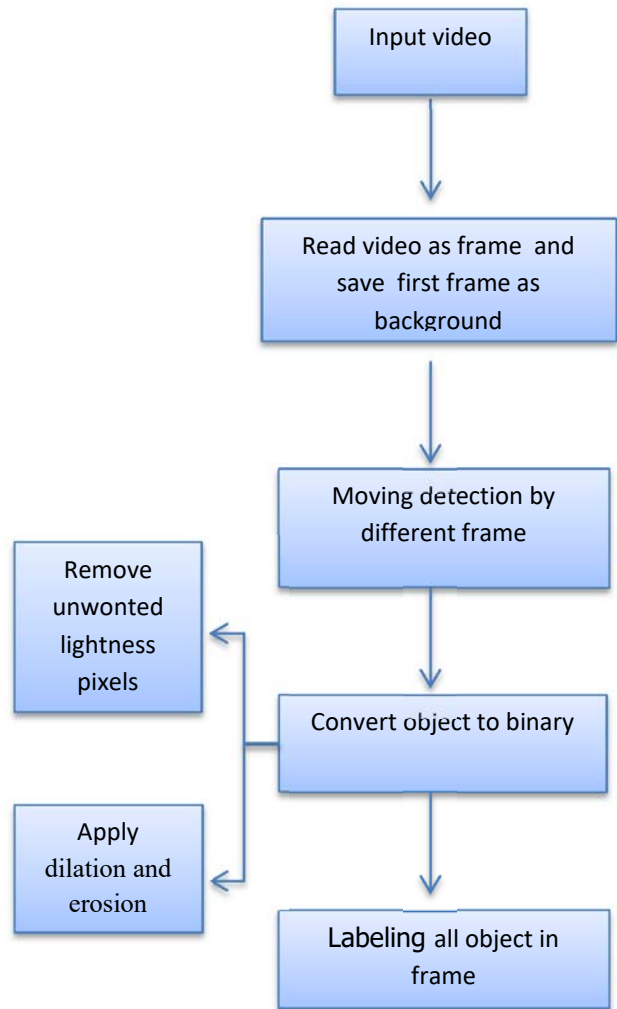 Input video
Read video as frame and
save first frame as
background
Moving detection by
different frame
Remove
unwonted
lightness
pixels
Convert object to binary
Apply
dilation and
erosion
Labeling all object in
frame